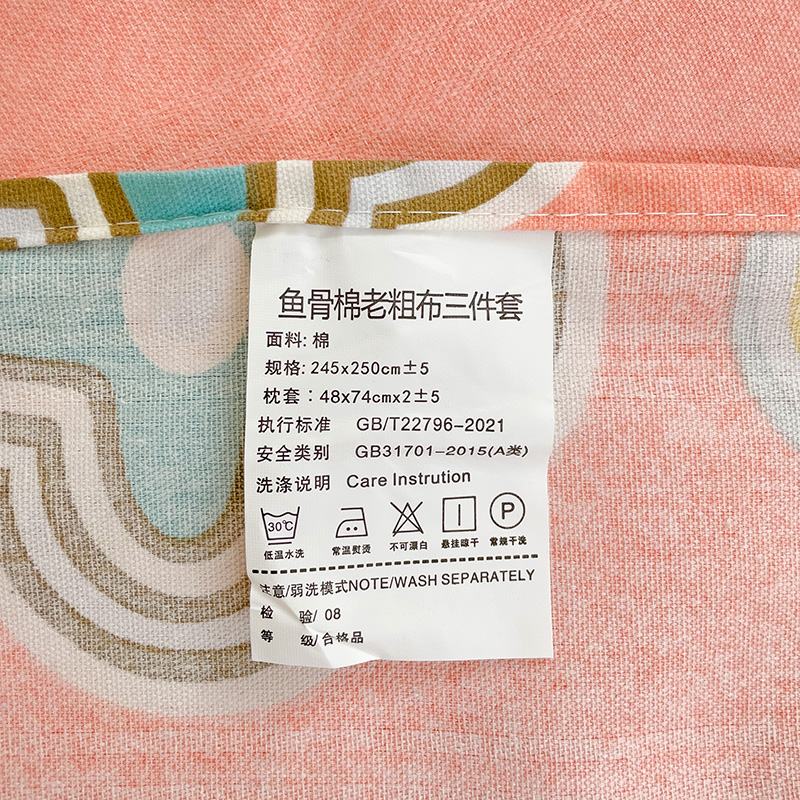 鱼骨棉老粗布三件套
面料: 棉
规格: 245x250cm±5
枕套：48x74cmx2±5
执行标准 GB/T22796-2021
安全类别 GB31701-2015(A类)
洗涤说明 Care Instrution
30℃ P
低温水洗 常温熨烫 不可漂白 悬挂晾干 常规干洗
注意/弱洗模式NOTE/WASH SEPARATELY
检 验/ 08
等 级/合格品